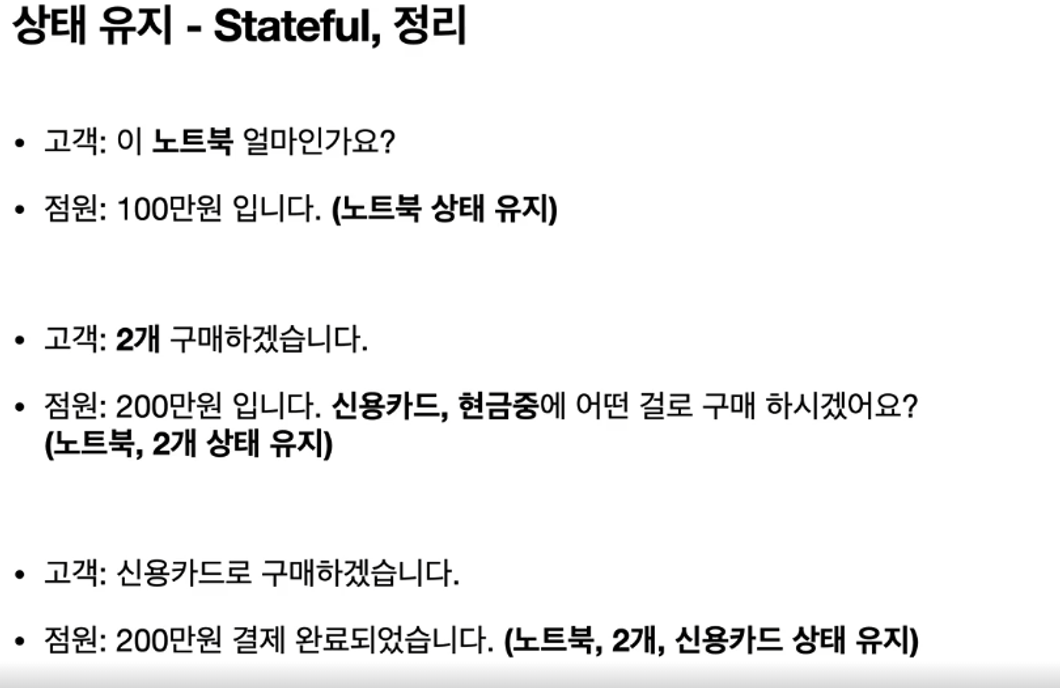 상태 유지 - Stateful, 정리
• 고객: 이 노트북 얼마인가요?
• 점원: 100만원 입니다. (노트북 상태 유지)
• 고객: 2개 구매하겠습니다.
• 점원: 200만원 입니다. 신용카드, 현금중에 어떤 걸로 구매 하시겠어요?
(노트북, 2개 상태 유지)
• 고객: 신용카드로 구매하겠습니다.
• 점원: 200만원 결제 완료되었습니다. (노트북, 2개, 신용카드 상태 유지)